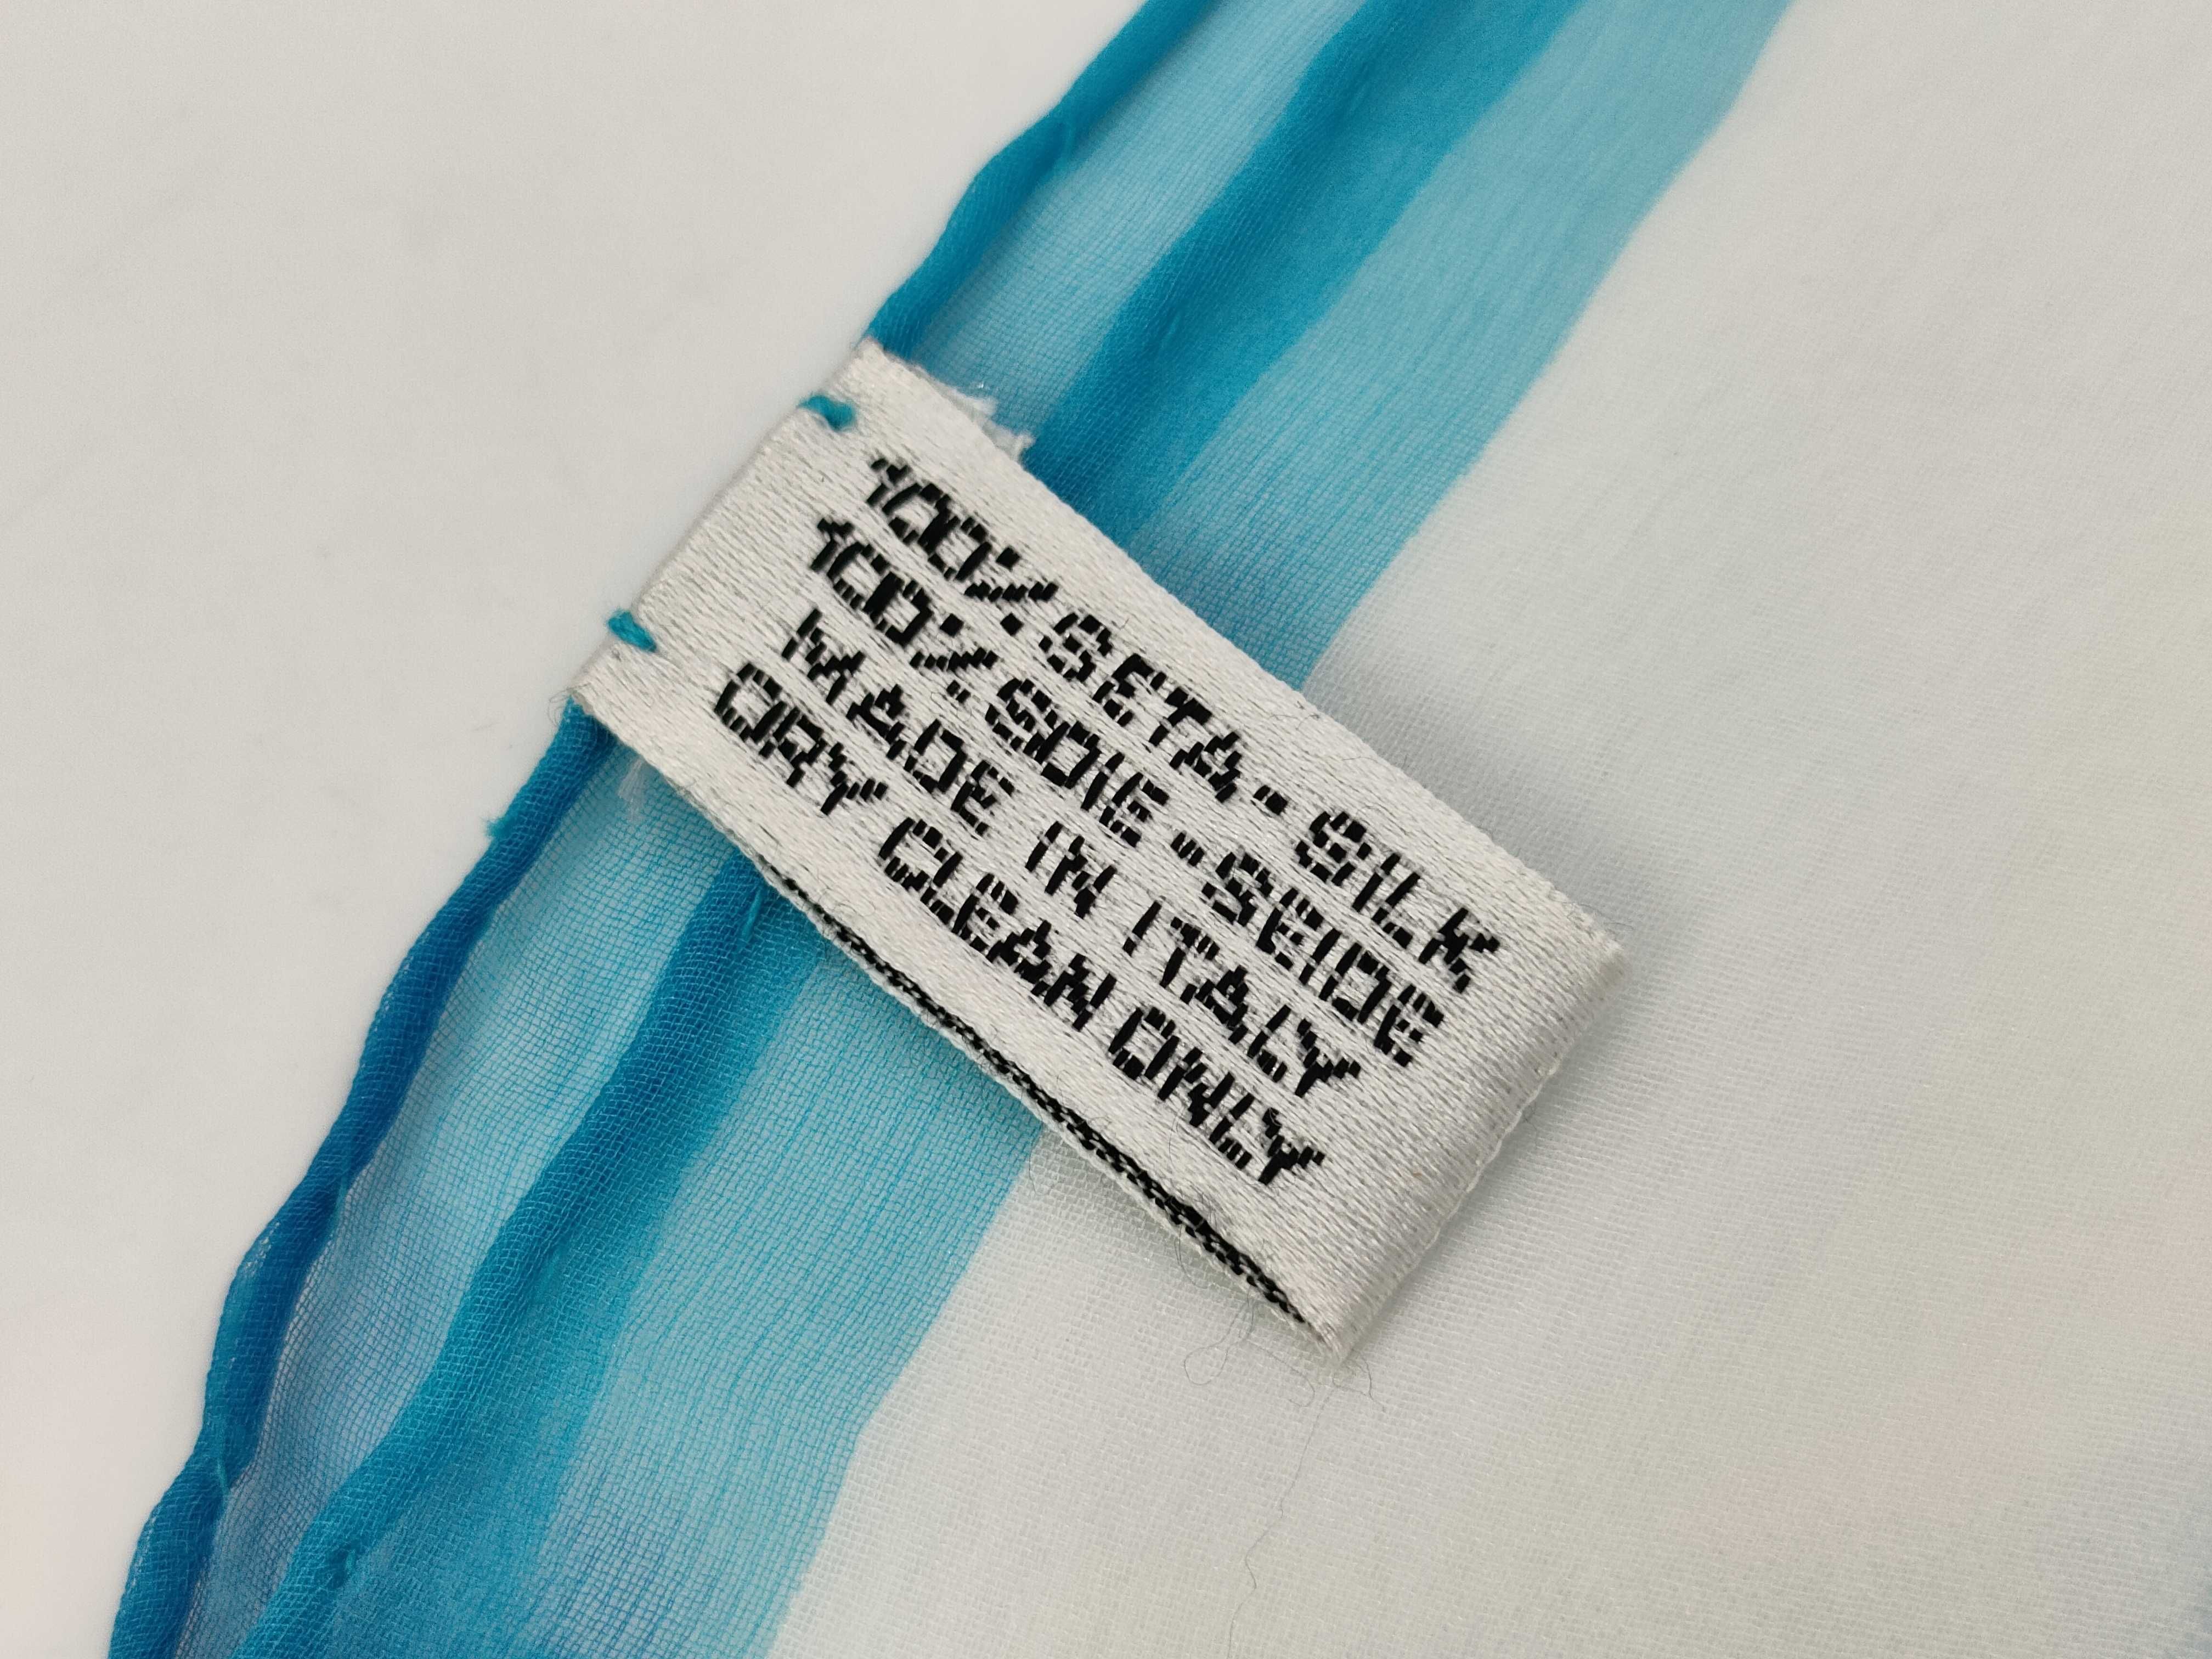 100% SETA - SILK
100% SOIE - SEIDE
MADE IN ITALY
DRY CLEAN ONLY